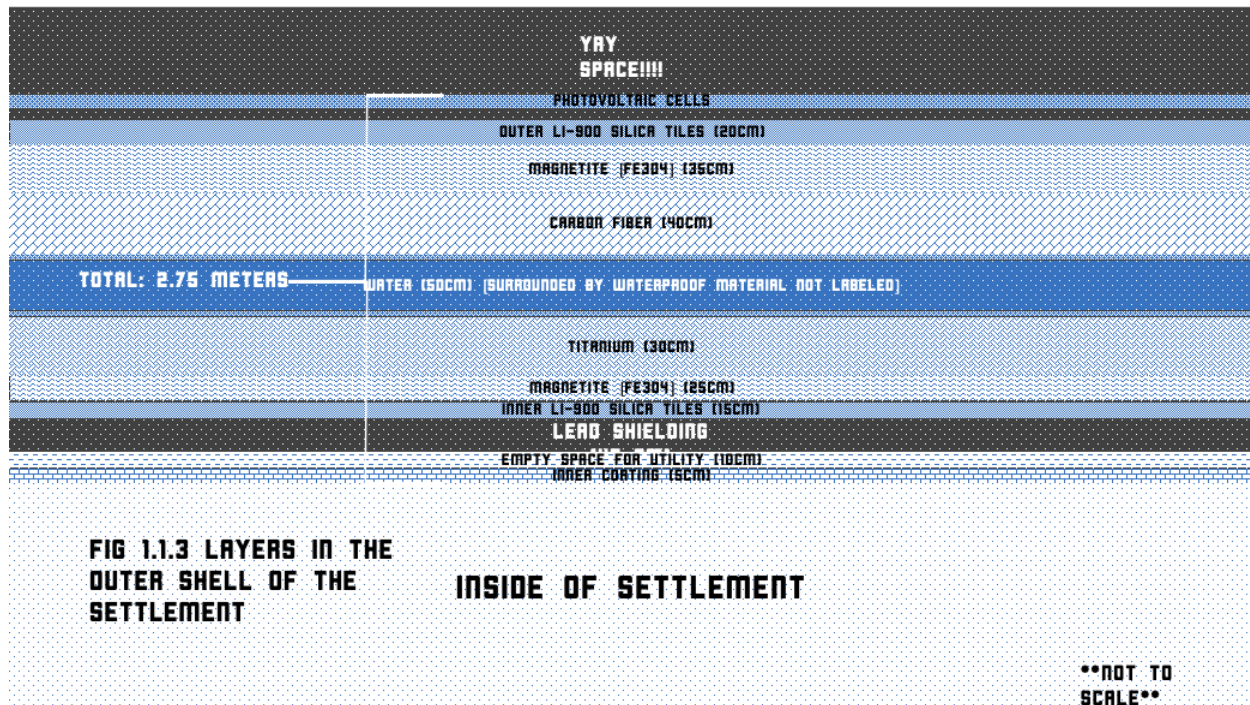 YAY
SPACE!!!!
PHOTOVOLTAIC CELLS
OUTER LI-900 SILICA TILES (20CM)
MAGNETITE [FE3O4] (35CM)
CARBON FIBER (40CM)
TOTAL: 2.75 METERS
WATER (50CM) [SURROUNDED BY WATERPROOF MATERIAL NOT LABELED]
TITANIUM (30CM)
MAGNETITE [FE3O4] (25CM)
INNER LI-900 SILICA TILES (15CM)
LEAD SHIELDING
EMPTY SPACE FOR UTILITY (10CM)
INNER COATING (5CM)
FIG 1.1.3 LAYERS IN THE
OUTER SHELL OF THE
SETTLEMENT
INSIDE OF SETTLEMENT
**NOT TO
SCALE**